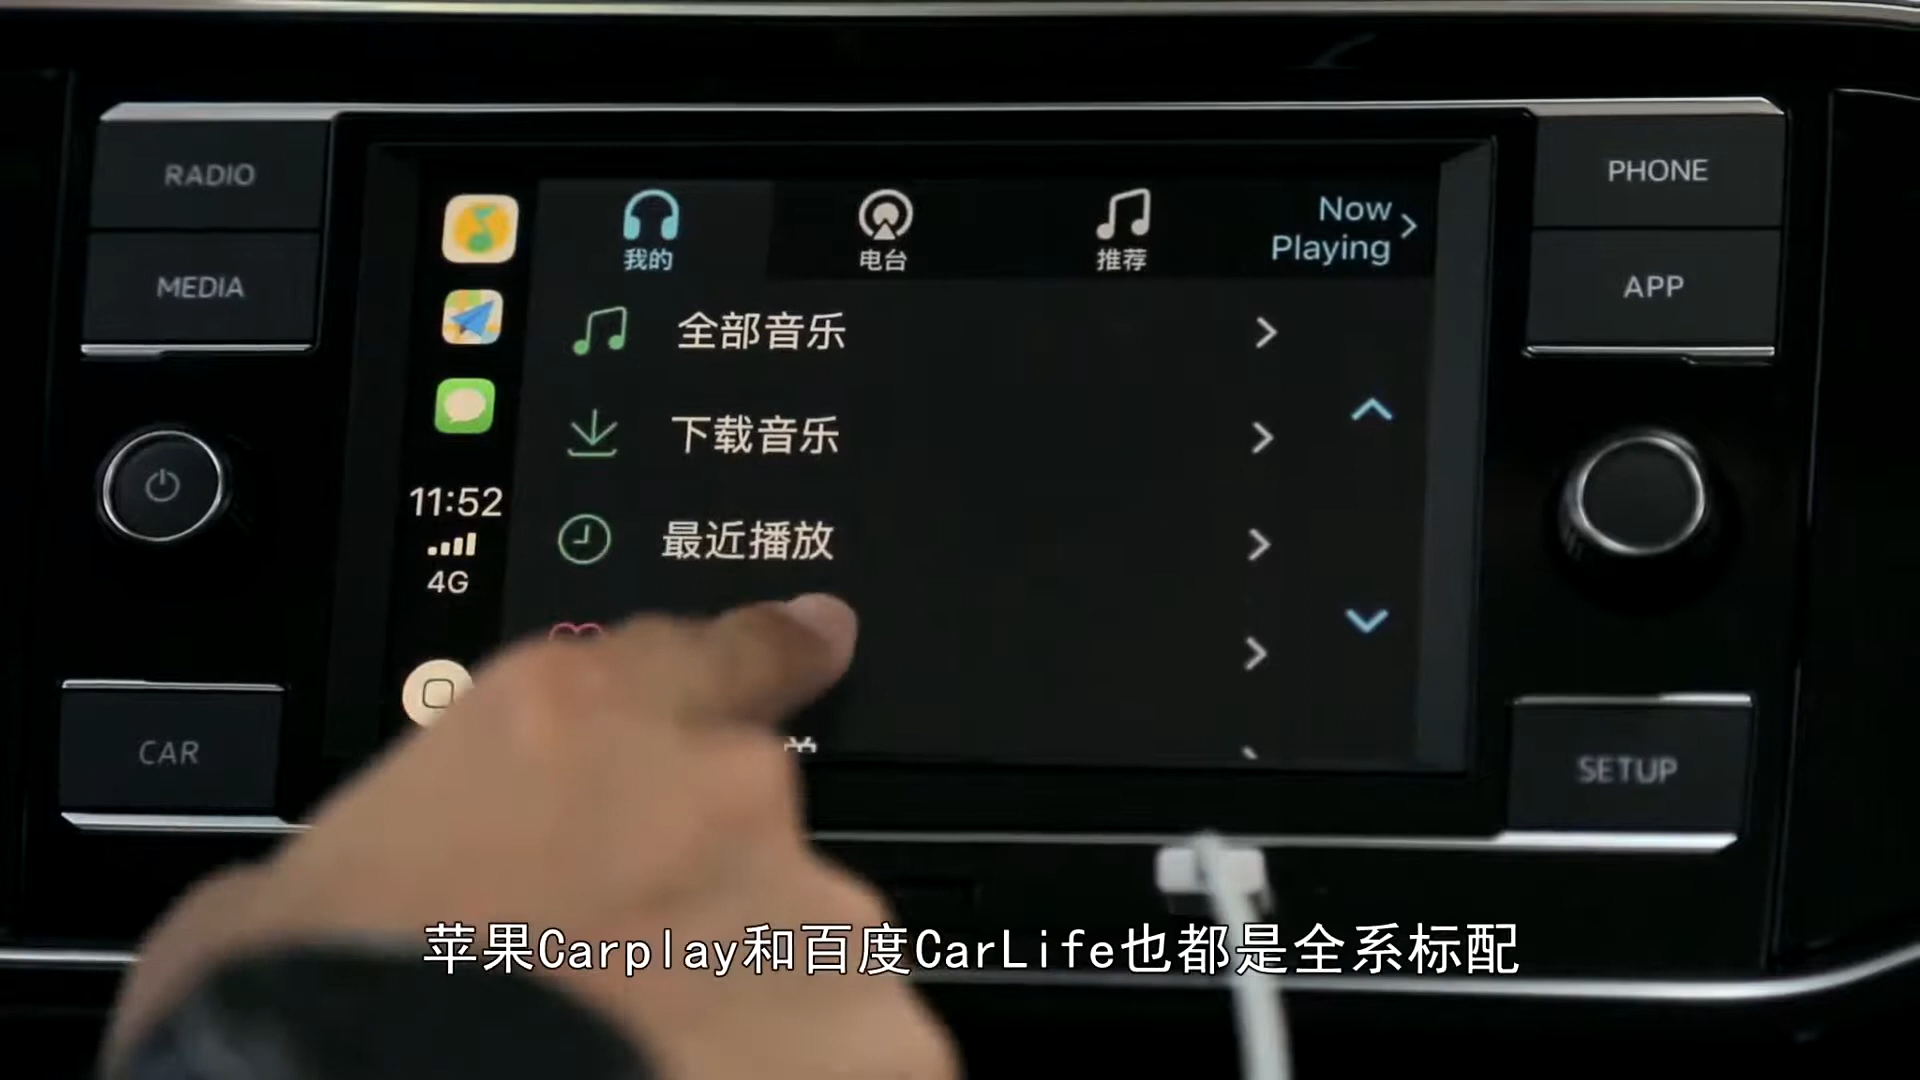 RADIO
MEDIA
CAR
我的
电台
推荐
Now
Playing
全部音乐
下载音乐
最近播放
单
11:52
4G
PHONE
APP
SETUP
苹果Carplay和百度CarLife也都是全系标配